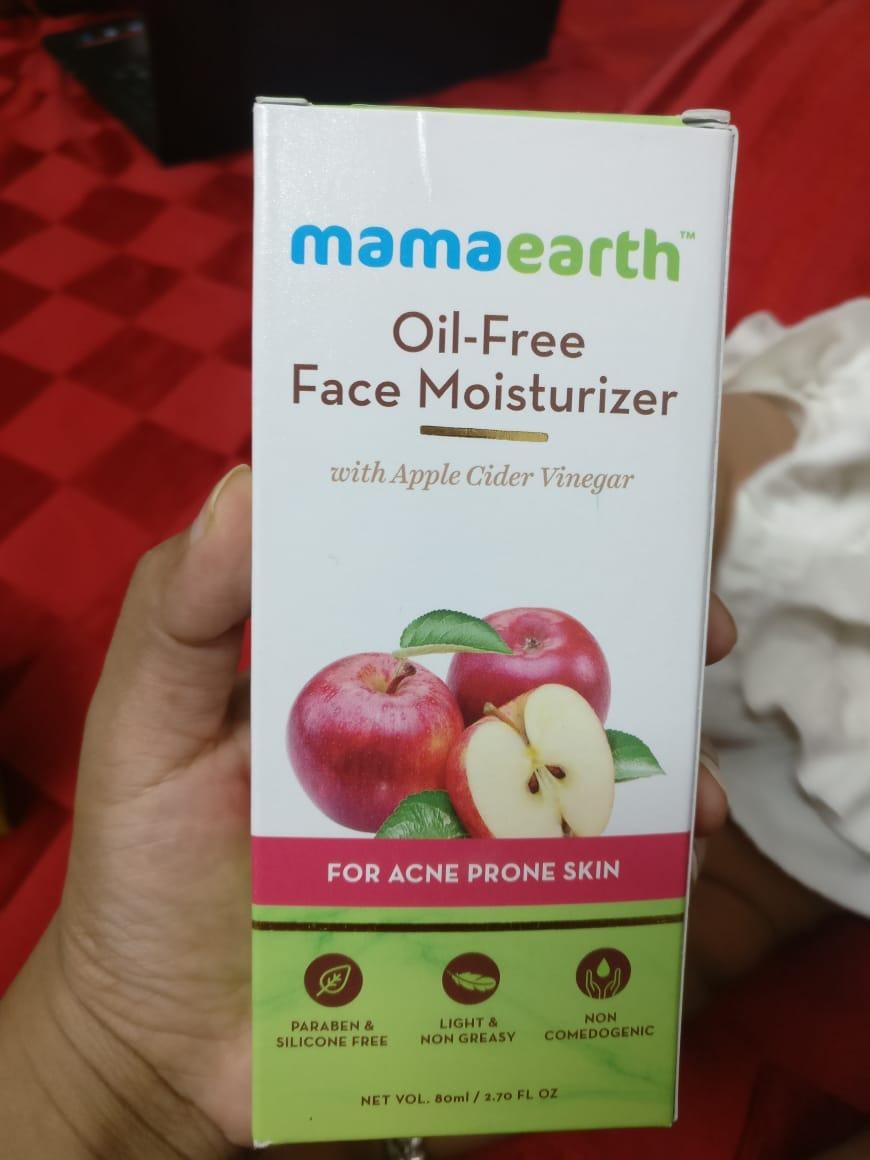 mamaearth™
Oil-Free
Face Moisturizer
with Apple Cider Vinegar
FOR ACNE PRONE SKIN
PARABEN &
SILICONE FREE
LIGHT &
NON GREASY
NON
COMEDOGENIC
NET VOL. 80ml / 2.70 FL OZ